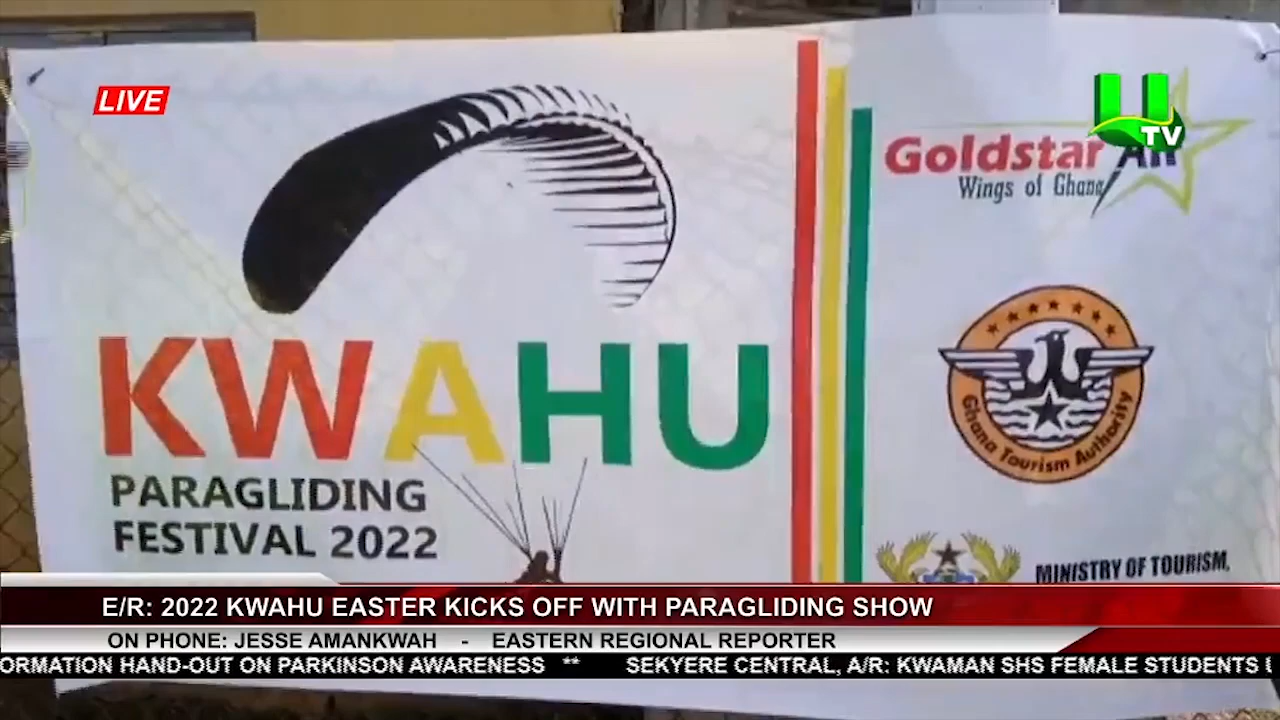 LIVE
U
TV
Goldstar Air
Wings of Ghana
KWAHU
PARAGLIDING
FESTIVAL 2022
Ghana Tourism Authority
MINISTRY OF TOURISM,
E/R: 2022 KWAHU EASTER KICKS OFF WITH PARAGLIDING SHOW
ON PHONE: JESSE AMANKWAH - EASTERN REGIONAL REPORTER
ORMATION HAND-OUT ON PARKINSON AWARENESS ** SEKYERE CENTRAL, A/R: KWAMAN SHS FEMALE STUDENTS